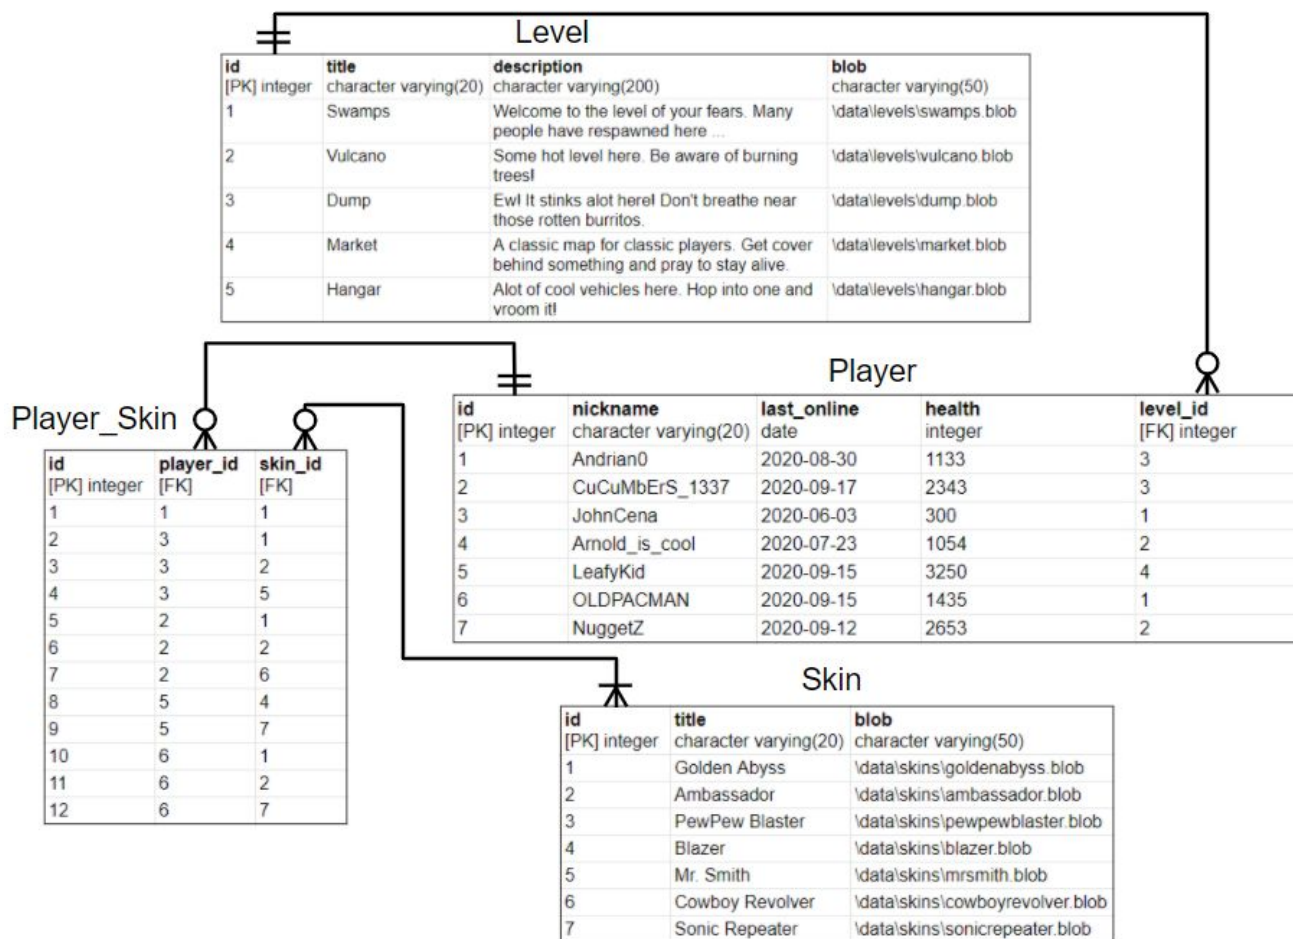 Level
id title description blob
[PK] integer character varying(20) character varying(200) character varying(50)
1 Swamps Welcome to the level of your fears. Many \data\levels\swamps.blob
people have respawned here ...
2 Vulcano Some hot level here. Be aware of burning \data\levels\vulcano.blob
trees!
3 Dump Ew! It stinks alot here! Don't breathe near \data\levels\dump.blob
those rotten burritos.
4 Market A classic map for classic players. Get cover \data\levels\market.blob
behind something and pray to stay alive.
5 Hangar Alot of cool vehicles here. Hop into one and \data\levels\hangar.blob
vroom it!
Player
id nickname last_online health level_id
[PK] integer character varying(20) date integer [FK] integer
1 Andrian0 2020-08-30 1133 3
2 CuCuMbErS_1337 2020-09-17 2343 3
3 JohnCena 2020-06-03 300 1
4 Arnold_is_cool 2020-07-23 1054 2
5 LeafyKid 2020-09-15 3250 4
6 OLDPACMAN 2020-09-15 1435 1
7 NuggetZ 2020-09-12 2653 2
Player_Skin
id player_id skin_id
[PK] integer [FK] [FK]
1 1 1
2 3 1
3 3 2
4 3 5
5 2 1
6 2 2
7 2 6
8 5 4
9 5 7
10 6 1
11 6 2
12 6 7
Skin
id title blob
[PK] integer character varying(20) character varying(50)
1 Golden Abyss \data\skins\goldenabyss.blob
2 Ambassador \data\skins\ambassador.blob
3 PewPew Blaster \data\skins\pewpewblaster.blob
4 Blazer \data\skins\blazer.blob
5 Mr. Smith \data\skins\mrsmith.blob
6 Cowboy Revolver \data\skins\cowboyrevolver.blob
7 Sonic Repeater \data\skins\sonicrepeater.blob